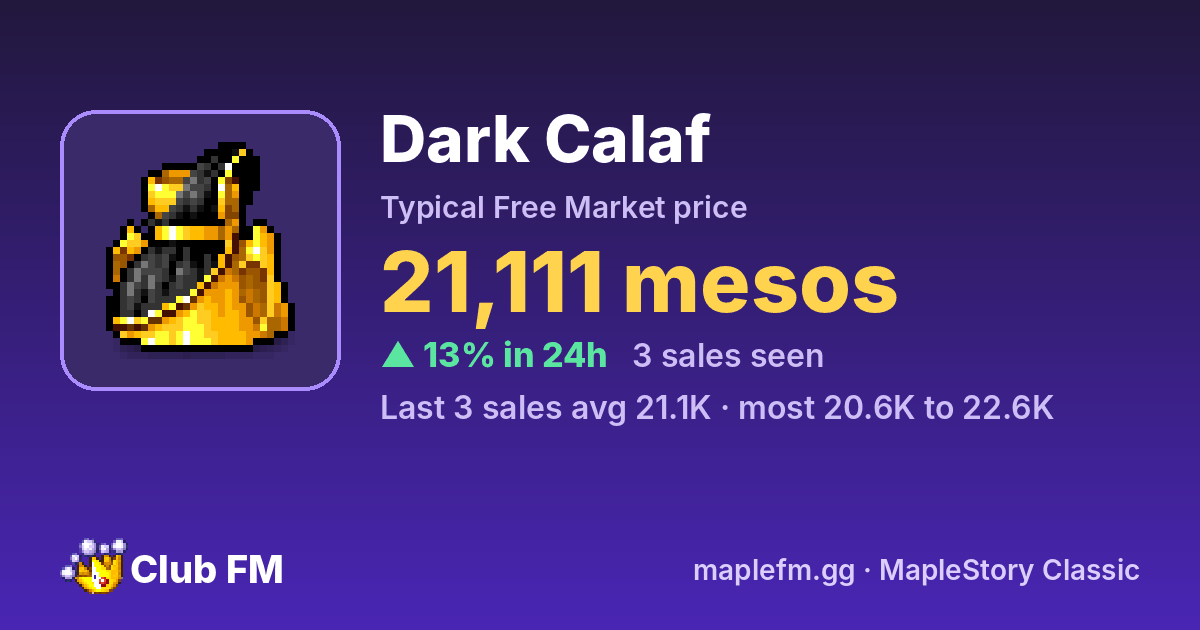 Dark Calaf
Typical Free Market price
21,111 mesos
▲ 13% in 24h 3 sales seen
Last 3 sales avg 21.1K · most 20.6K to 22.6K
Club FM
maplefm.gg · MapleStory Classic